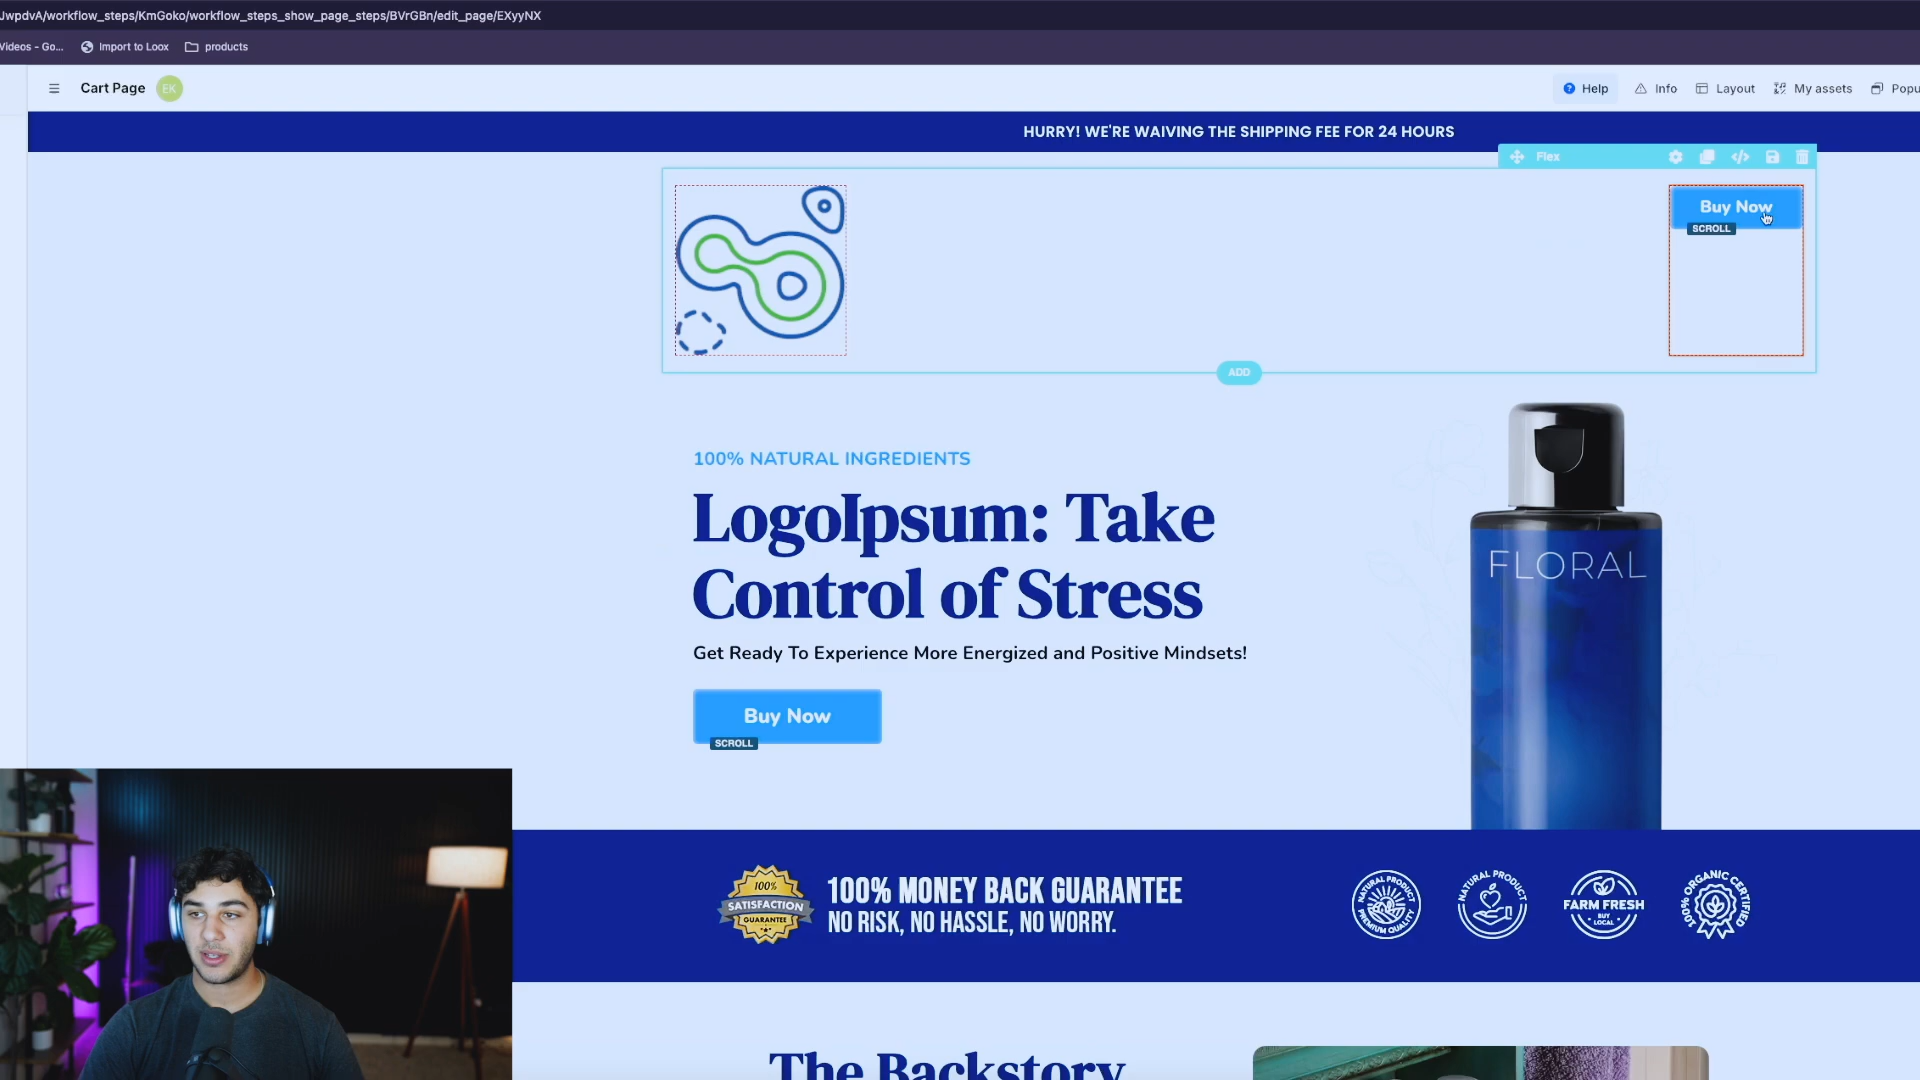 JwpdvA/workflow_steps/KmGoko/workflow_steps_show_page_steps/BVrGBn/edit_page/EXyyNX
Videos - Go...
Import to Loox
products
Cart Page
EK
Help
Info
Layout
My assets
Popu
HURRY! WE'RE WAIVING THE SHIPPING FEE FOR 24 HOURS
Flex
Buy Now
SCROLL
ADD
100% NATURAL INGREDIENTS
LogoIpsum: Take
Control of Stress
Get Ready To Experience More Energized and Positive Mindsets!
Buy Now
SCROLL
FLORAL
100%
SATISFACTION
GUARANTEE
100% MONEY BACK GUARANTEE
NO RISK, NO HASSLE, NO WORRY.
NATURAL PRODUCT
PREMIUM QUALITY
NATURAL PRODUCT
FARM FRESH
BUY
LOCAL
100% ORGANIC CERTIFIED
The Backstory